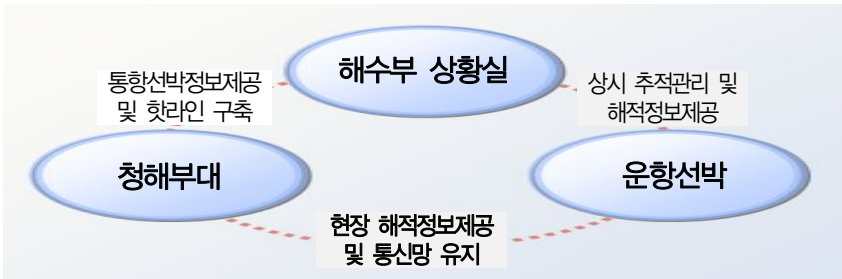 해수부 상황실
통항선박정보제공
및 핫라인 구축
상시 추적관리 및
해적정보제공
청해부대
운항선박
현장 해적정보제공
및 통신망 유지